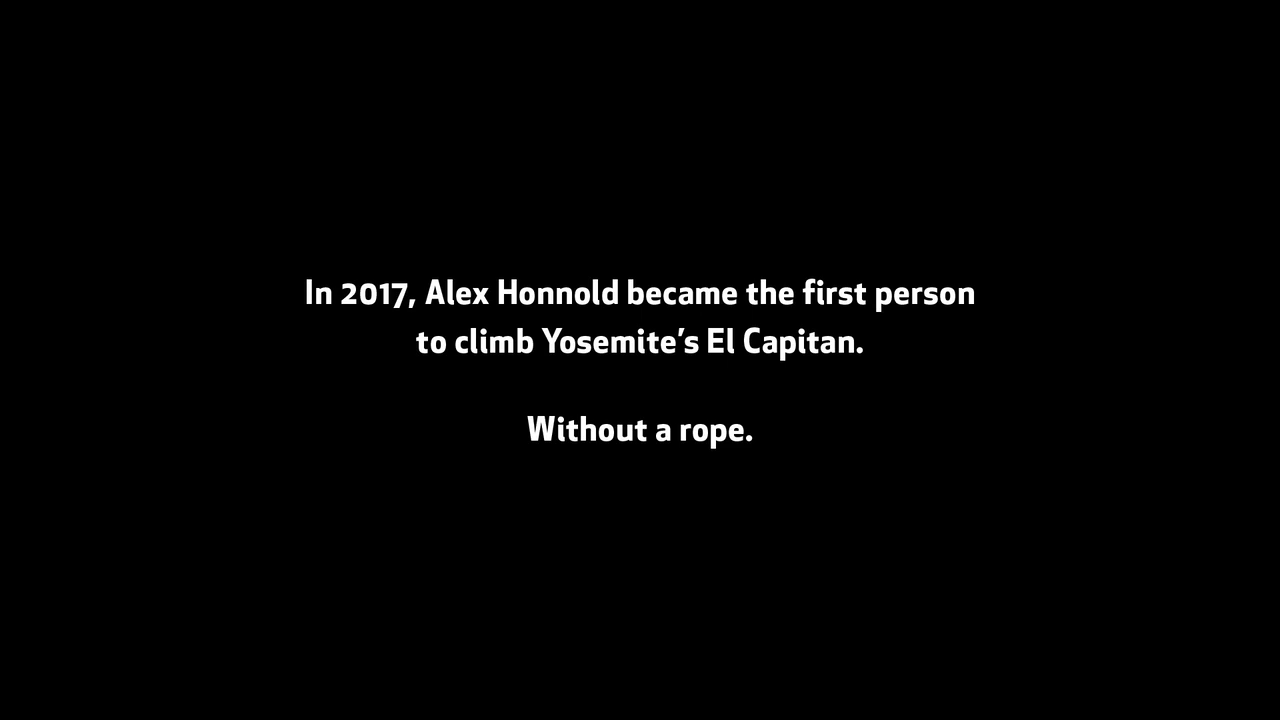 In 2017, Alex Honnold became the first person
to climb Yosemite’s El Capitan.
Without a rope.